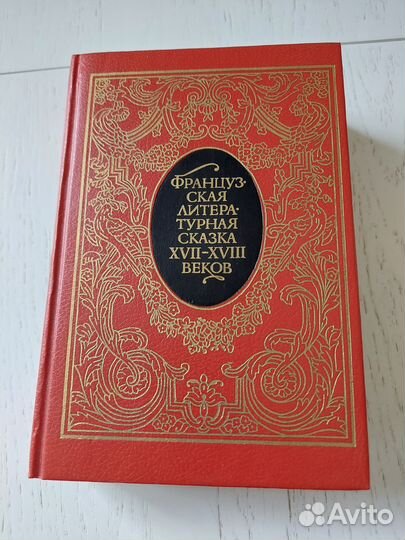 ФРАНЦУЗ·
СКАЯ
ЛИТЕРА·
ТУРНАЯ
СКАЗКА
XVII–XVIII
ВЕКОВ
Avito